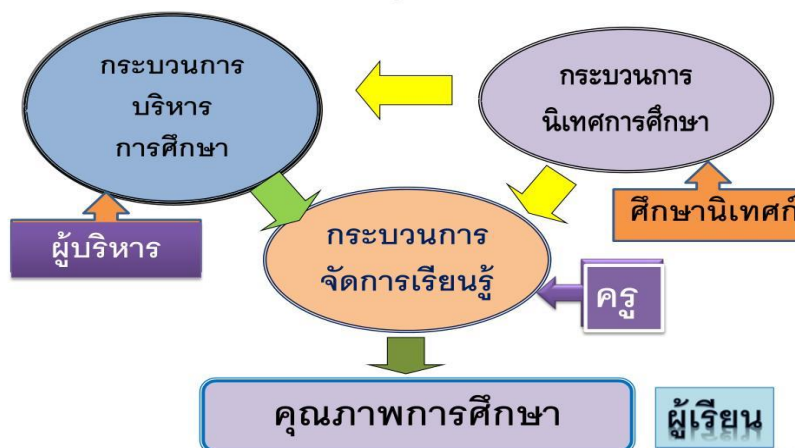 กระบวนการ
บริหาร
การศึกษา
กระบวนการ
นิเทศการศึกษา
ผู้บริหาร
ศึกษานิเทศก์
กระบวนการ
จัดการเรียนรู้
ครู
คุณภาพการศึกษา
ผู้เรียน